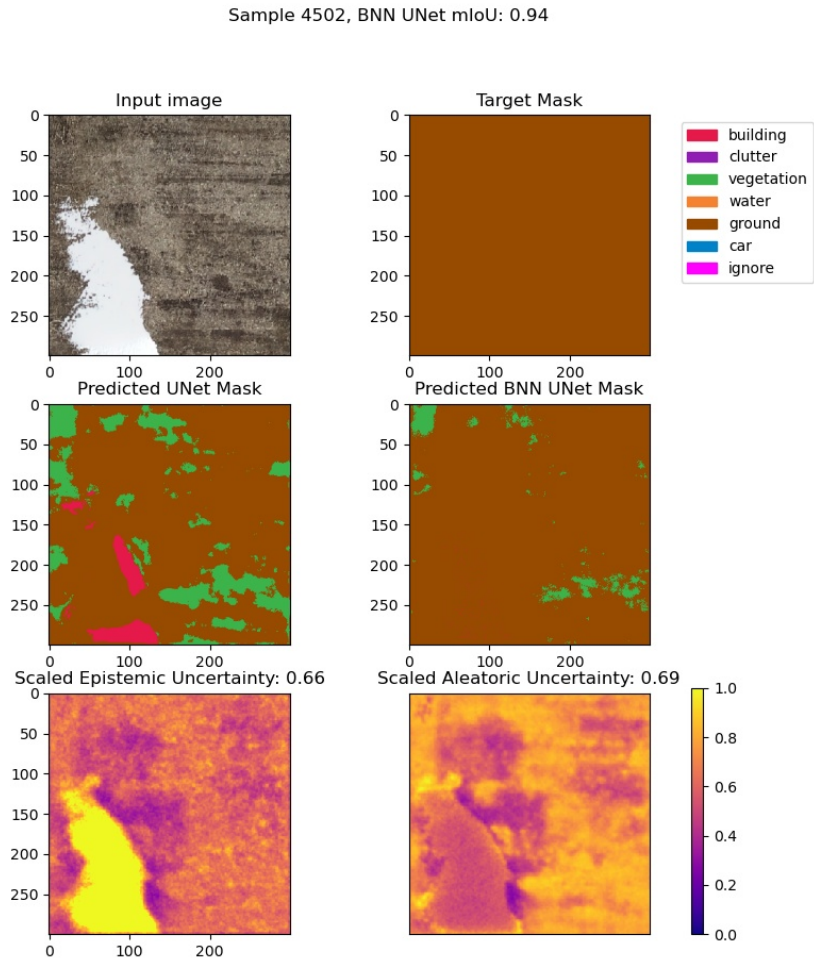 Sample 4502, BNN UNet mIoU: 0.94
Input image
Target Mask
0
50
100
150
200
250
0 100 200
0
50
100
150
200
250
0 100 200
building
clutter
vegetation
water
ground
car
ignore
Predicted UNet Mask
Predicted BNN UNet Mask
0
50
100
150
200
250
0 100 200
0
50
100
150
200
250
0 200
Scaled Epistemic Uncertainty: 0.66
Scaled Aleatoric Uncertainty: 0.69
0
50
100
150
200
250
0 100 200
1.0
0.8
0.6
0.4
0.2
0.0